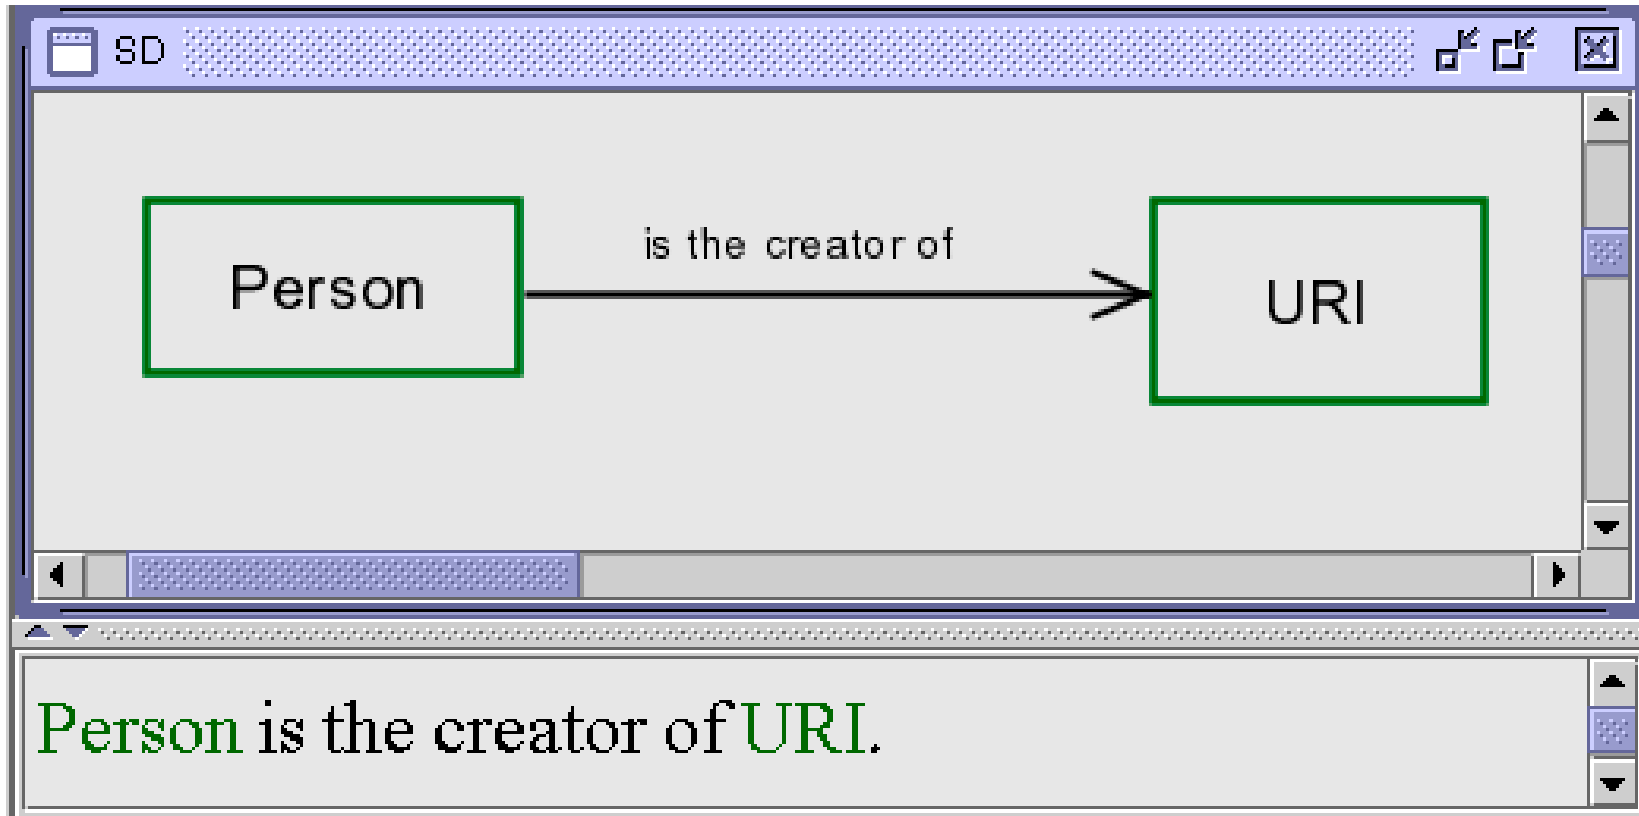 SD
is the creator of
Person
URI
Person is the creator of URI.